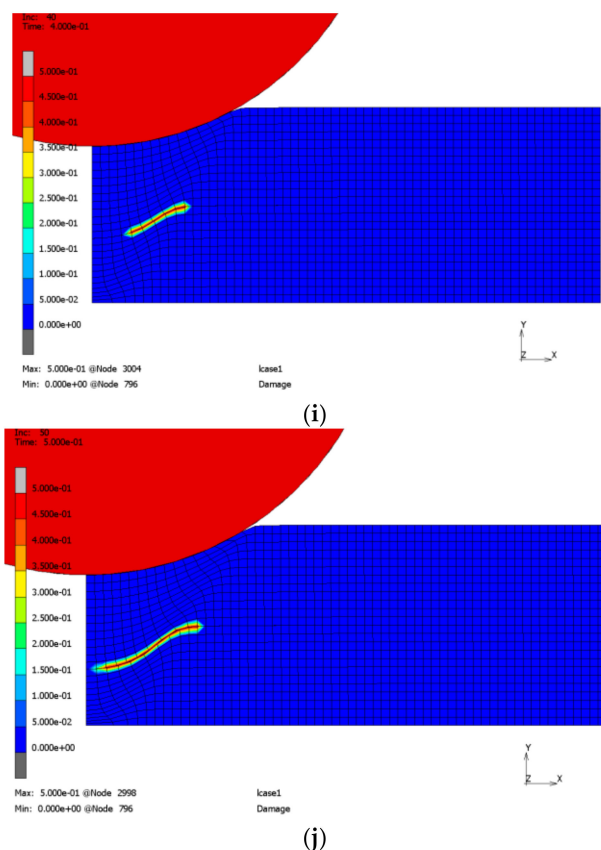 Inc: 40
Time: 4.000e-01
5.000e-01
4.500e-01
4.000e-01
3.500e-01
3.000e-01
2.500e-01
2.000e-01
1.500e-01
1.000e-01
5.000e-02
0.000e+00
Y
Z X
Max: 5.000e-01 @Node 3004 lcase1
Min: 0.000e+00 @Node 796 Damage
(i)
Inc: 50
Time: 5.000e-01
5.000e-01
4.500e-01
4.000e-01
3.500e-01
3.000e-01
2.500e-01
2.000e-01
1.500e-01
1.000e-01
5.000e-02
0.000e+00
Y
Z X
Max: 5.000e-01 @Node 2998 lcase1
Min: 0.000e+00 @Node 796 Damage
(j)